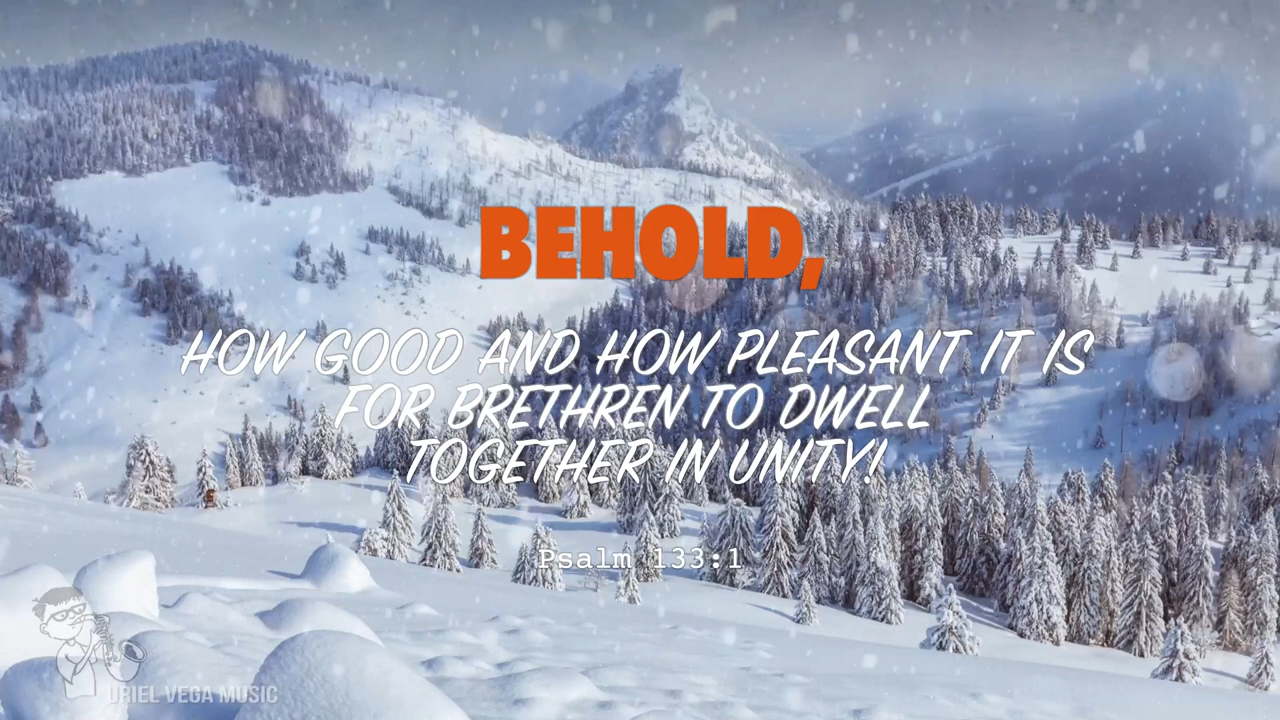 BEHOLD,
HOW GOOD AND HOW PLEASANT IT IS
FOR BRETHREN TO DWELL
TOGETHER IN UNITY!
Psalm 133:1
URIEL VEGA MUSIC